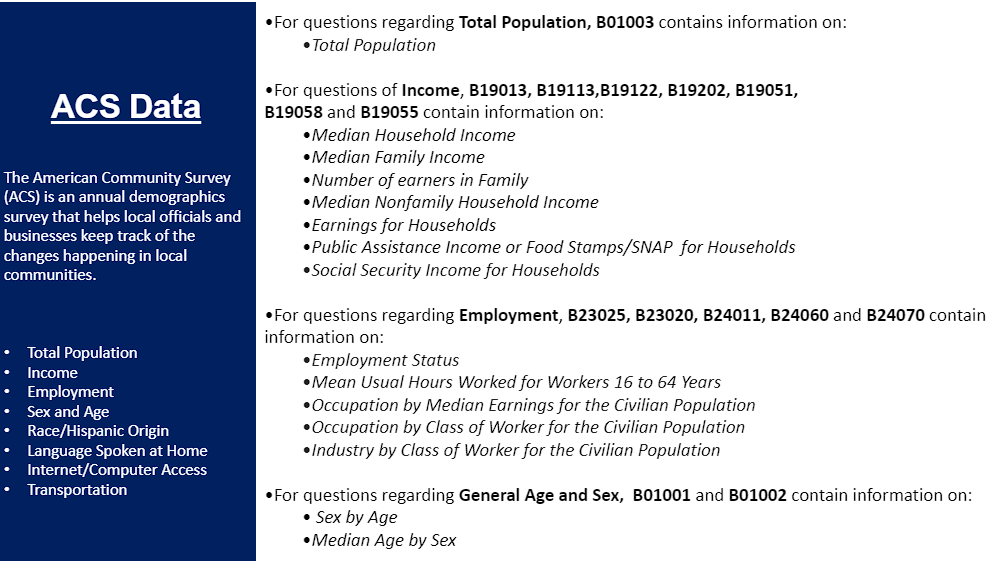 ACS Data
The American Community Survey
(ACS) is an annual demographics
survey that helps local officials and
businesses keep track of the
changes happening in local
communities.
• Total Population
• Income
• Employment
• Sex and Age
• Race/Hispanic Origin
• Language Spoken at Home
• Internet/Computer Access
• Transportation
•For questions regarding Total Population, B01003 contains information on:
•Total Population
•For questions of Income, B19013, B19113,B19122, B19202, B19051,
B19058 and B19055 contain information on:
•Median Household Income
•Median Family Income
•Number of earners in Family
•Median Nonfamily Household Income
•Earnings for Households
•Public Assistance Income or Food Stamps/SNAP for Households
•Social Security Income for Households
•For questions regarding Employment, B23025, B23020, B24011, B24060 and B24070 contain
information on:
•Employment Status
•Mean Usual Hours Worked for Workers 16 to 64 Years
•Occupation by Median Earnings for the Civilian Population
•Occupation by Class of Worker for the Civilian Population
•Industry by Class of Worker for the Civilian Population
•For questions regarding General Age and Sex, B01001 and B01002 contain information on:
• Sex by Age
•Median Age by Sex